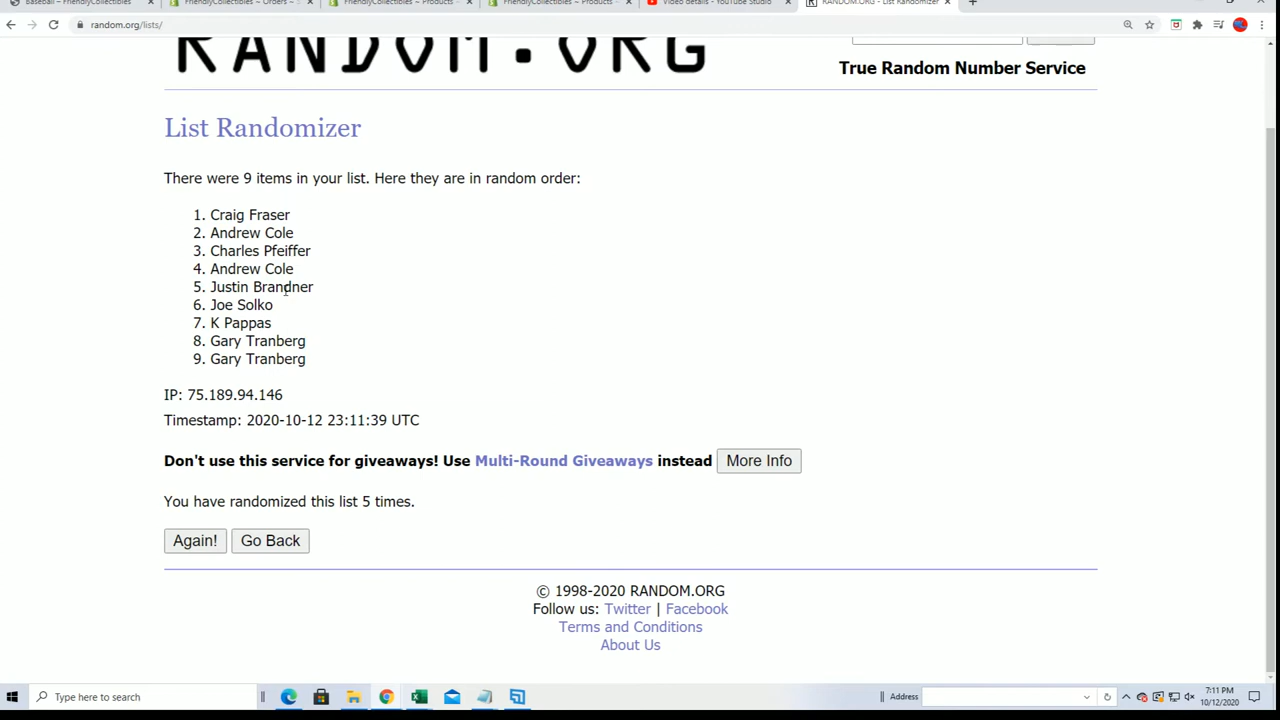 Baseball – FriendlyCollectibles
FriendlyCollectibles ~ Orders ~
FriendlyCollectibles ~ Products ~
FriendlyCollectibles ~ Products ~
Video details - YouTube Studio
RANDOM.ORG - List Randomizer
random.org/lists/
RANDOM.ORG
True Random Number Service
List Randomizer
There were 9 items in your list. Here they are in random order:
1. Craig Fraser
2. Andrew Cole
3. Charles Pfeiffer
4. Andrew Cole
5. Justin Brandner
6. Joe Solko
7. K Pappas
8. Gary Tranberg
9. Gary Tranberg
IP: 75.189.94.146
Timestamp: 2020-10-12 23:11:39 UTC
Don't use this service for giveaways! Use Multi-Round Giveaways instead More Info
You have randomized this list 5 times.
Again! Go Back
© 1998-2020 RANDOM.ORG
Follow us: Twitter | Facebook
Terms and Conditions
About Us
Type here to search
Address
7:11 PM
10/12/2020